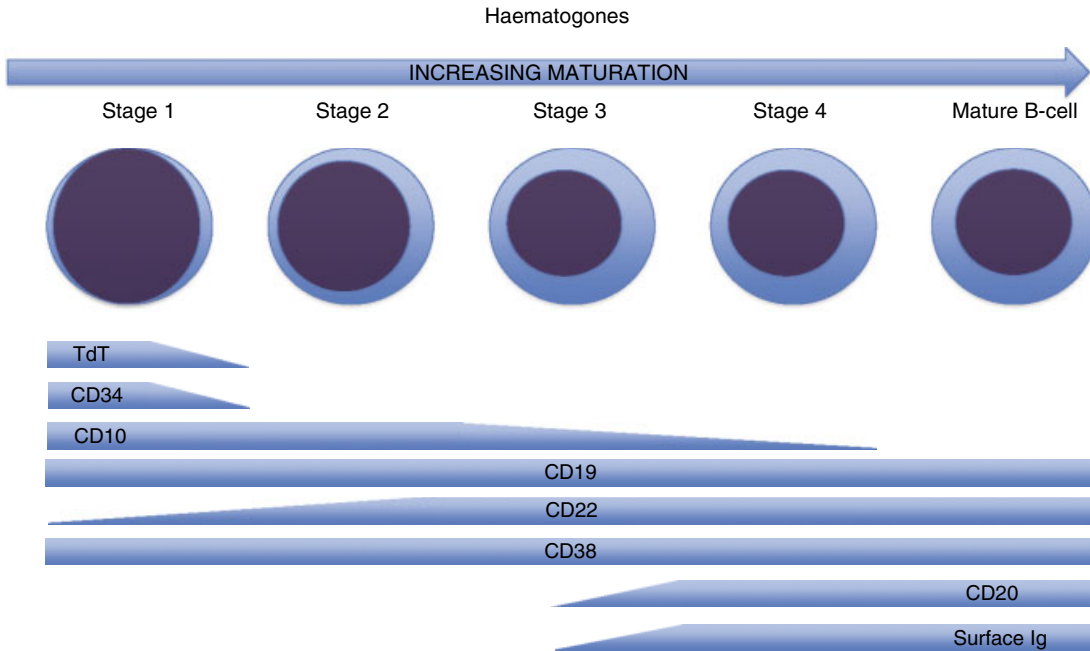 Haematogones
INCREASING MATURATION
Stage 1 Stage 2 Stage 3 Stage 4 Mature B-cell
TdT
CD34
CD10
CD19
CD22
CD38
CD20
Surface Ig